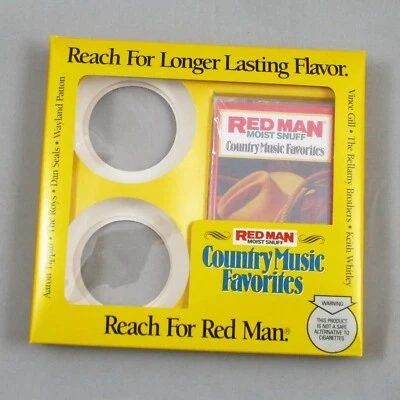 Reach For Longer Lasting Flavor.
Aaron Tippin • The Roys • Dan Seals • Wayland Patton
Vince Gill • The Bellamy Brothers • Keith Whitley
RED MAN
MOIST SNUFF
Country Music Favorites
RED MAN
MOIST SNUFF
Country Music
Favorites
WARNING
THIS PRODUCT
IS NOT A SAFE
ALTERNATIVE TO
CIGARETTES
Reach For Red Man.®